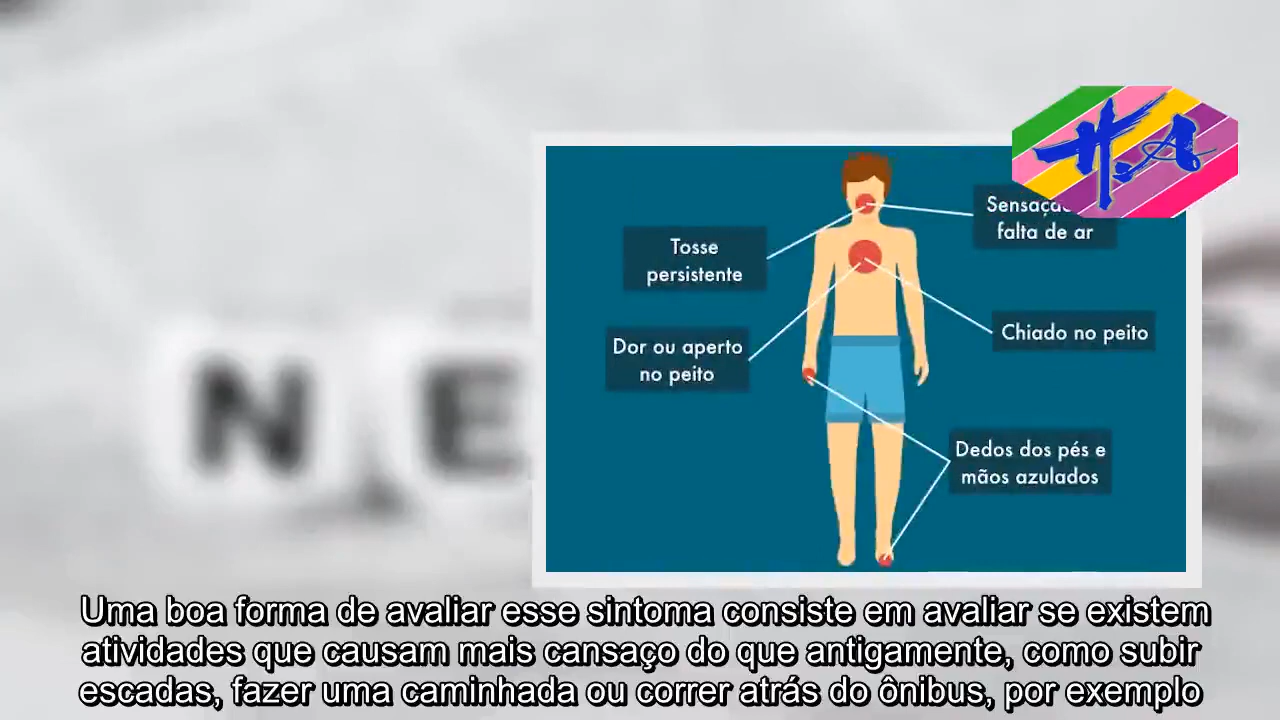 H.A
Sensação
falta de ar
Tosse
persistente
Chiado no peito
Dor ou aperto
no peito
N E
Dedos dos pés e
mãos azulados
Uma boa forma de avaliar esse sintoma consiste em avaliar se existem
atividades que causam mais cansaço do que antigamente, como subir
escadas, fazer uma caminhada ou correr atrás do ônibus, por exemplo